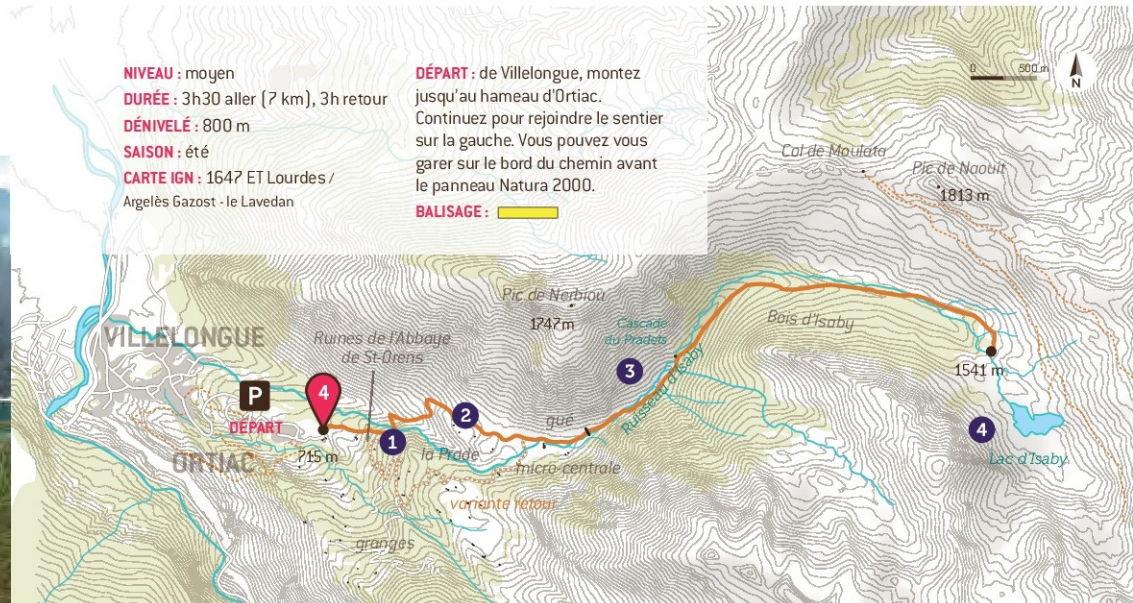 NIVEAU : moyen
DURÉE : 3h30 aller (7 km), 3h retour
DÉNIVELÉ : 800 m
SAISON : été
CARTE IGN : 1647 ET Lourdes /
Argelès Gazost - le Lavedan
DÉPART : de Villelongue, montez
jusqu'au hameau d'Ortiac.
Continuez pour rejoindre le sentier
sur la gauche. Vous pouvez vous
garer sur le bord du chemin avant
le panneau Natura 2000.
BALISAGE :
0 500 m
N
Col de Moulata
Pic de Naouit
1813 m
Pic de Nerbiou
1747 m
VILLELONGUE
Ruines de l'Abbaye
de St-Orens
Cascade
du Pradets
Bois d'Isaby
3
Ruisseau d'Isaby
1541 m
P
4
DÉPART
2
1
gué
4
715 m
la Prade
ORTIAC
micro-centrale
Lac d'Isaby
variante retour
granges